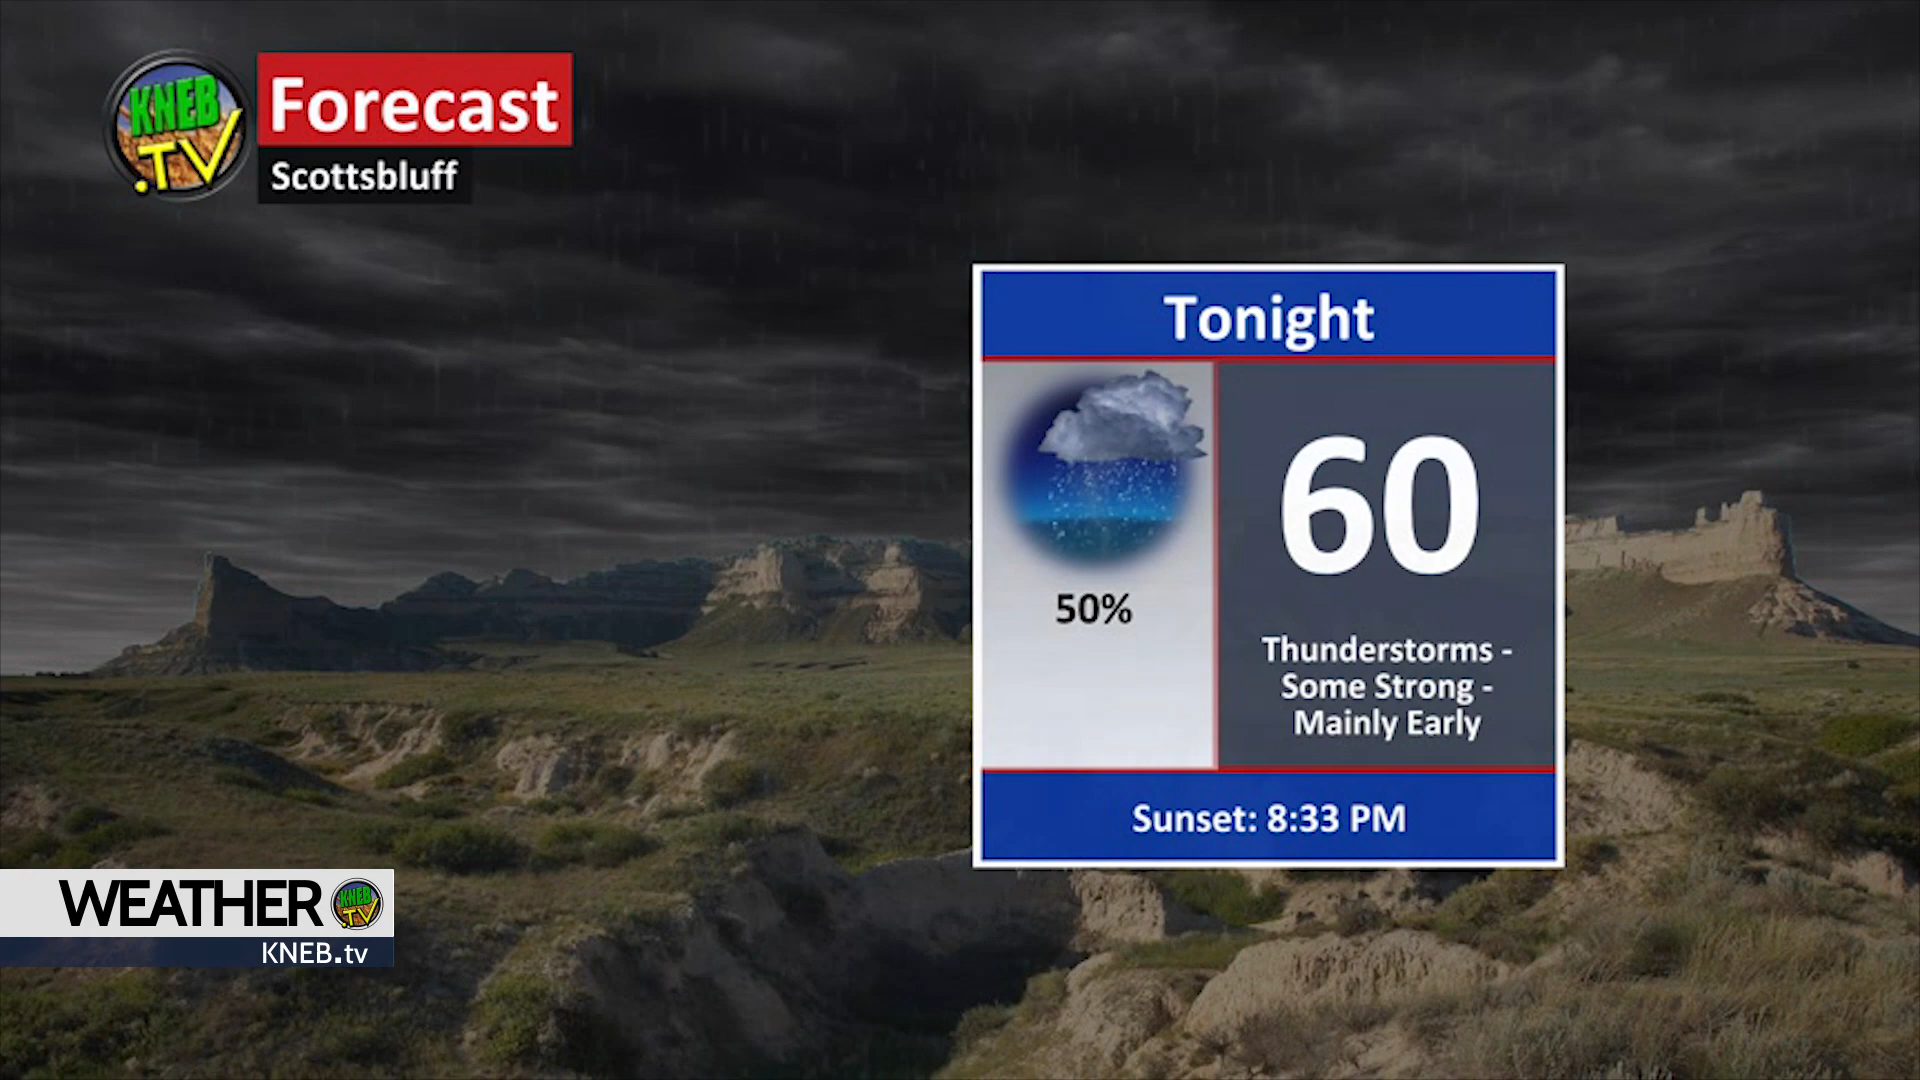 KNEB
.TV
Forecast
Scottsbluff
Tonight
50%
60
Thunderstorms -
Some Strong -
Mainly Early
Sunset: 8:33 PM
WEATHER
KNEB
.TV
KNEB.tv